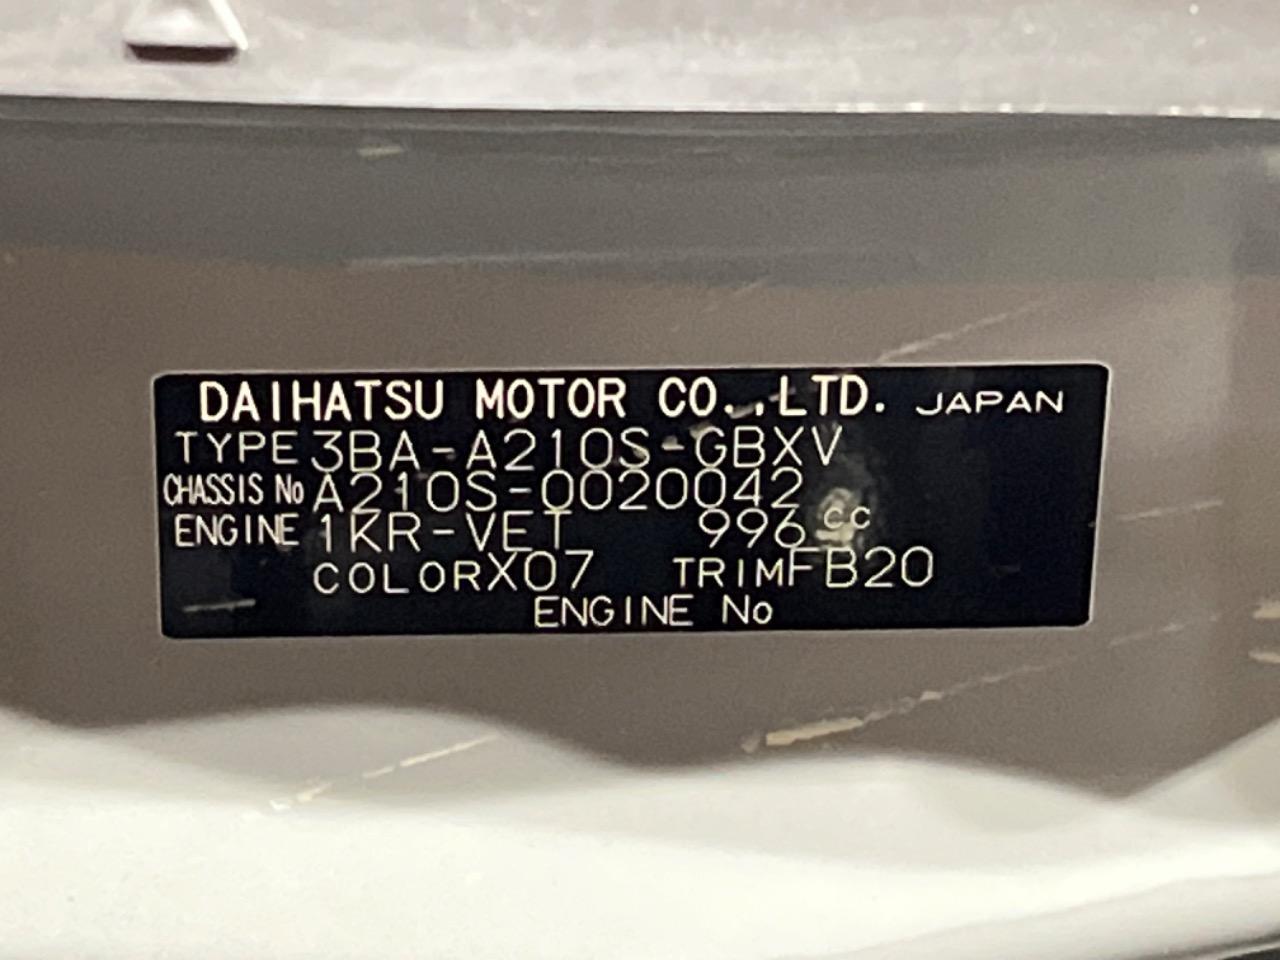 DAIHATSU MOTOR CO.,LTD. JAPAN
TYPE 3BA-A210S-GBXV
CHASSIS No A210S-0020042
ENGINE 1KR-VET 996 cc
COLOR X07 TRIM FB20
ENGINE No